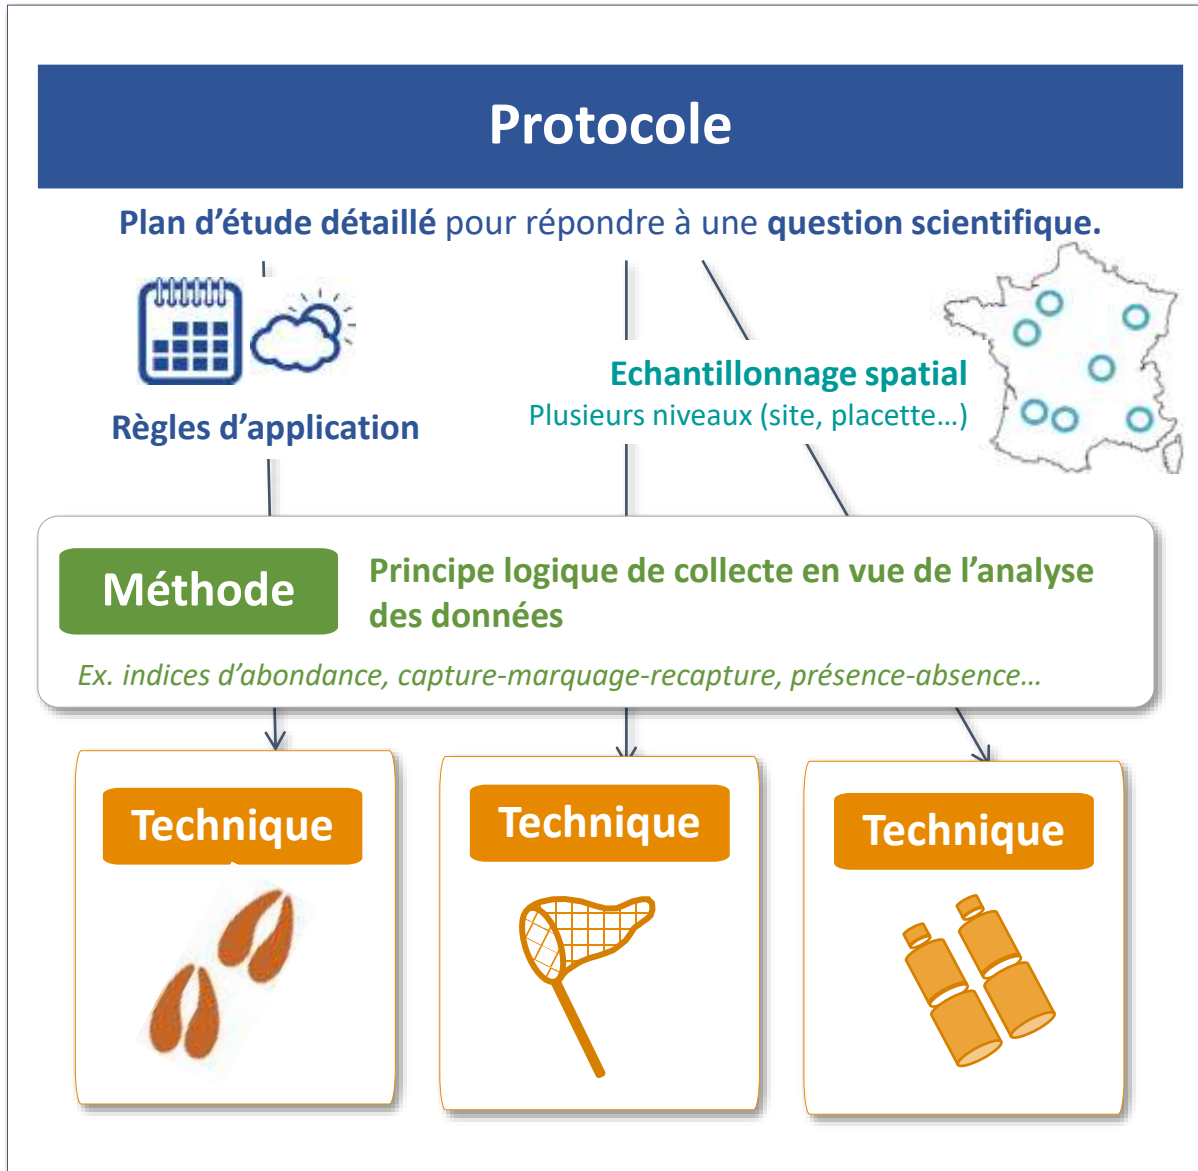 Protocole
Plan d’étude détaillé pour répondre à une question scientifique.
Règles d’application
Echantillonnage spatial
Plusieurs niveaux (site, placette…)
Méthode
Principe logique de collecte en vue de l’analyse
des données
Ex. indices d’abondance, capture-marquage-recapture, présence-absence…
Technique
Technique
Technique